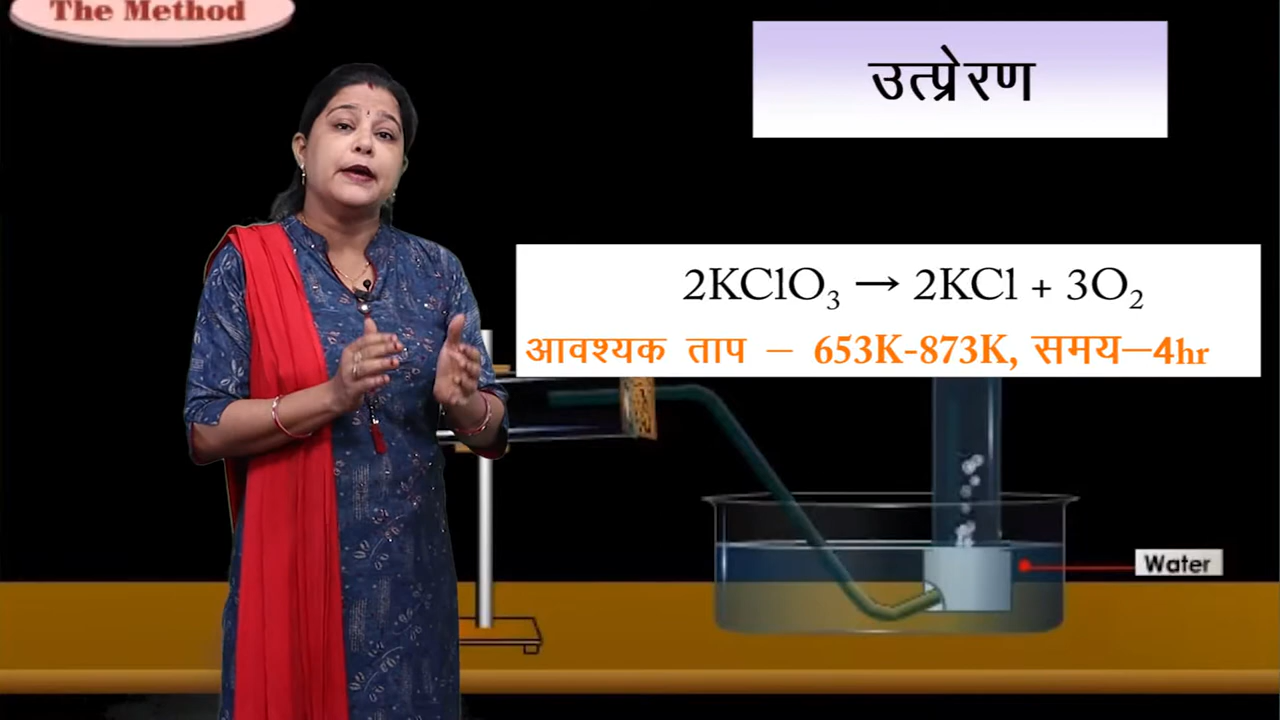 The Method
उत्प्रेरण
2KClO₃ → 2KCl + 3O₂
आवश्यक ताप – 653K-873K, समय–4hr
Water